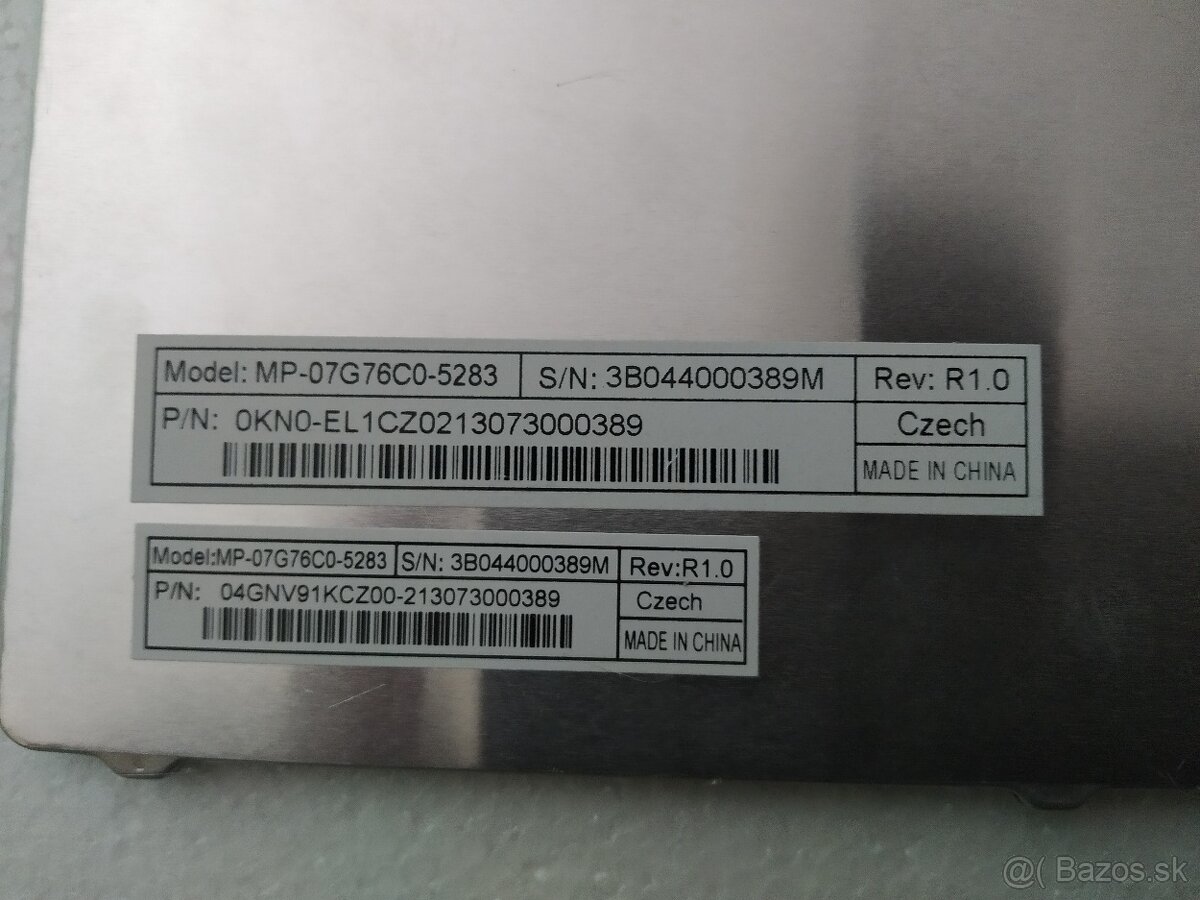 Model: MP-07G76C0-5283 S/N: 3B044000389M Rev: R1.0
P/N: 0KN0-EL1CZ0213073000389 Czech
MADE IN CHINA
Model:MP-07G76C0-5283 S/N: 3B044000389M Rev:R1.0
P/N: 04GNV91KCZ00-213073000389 Czech
MADE IN CHINA
@( Bazos.sk